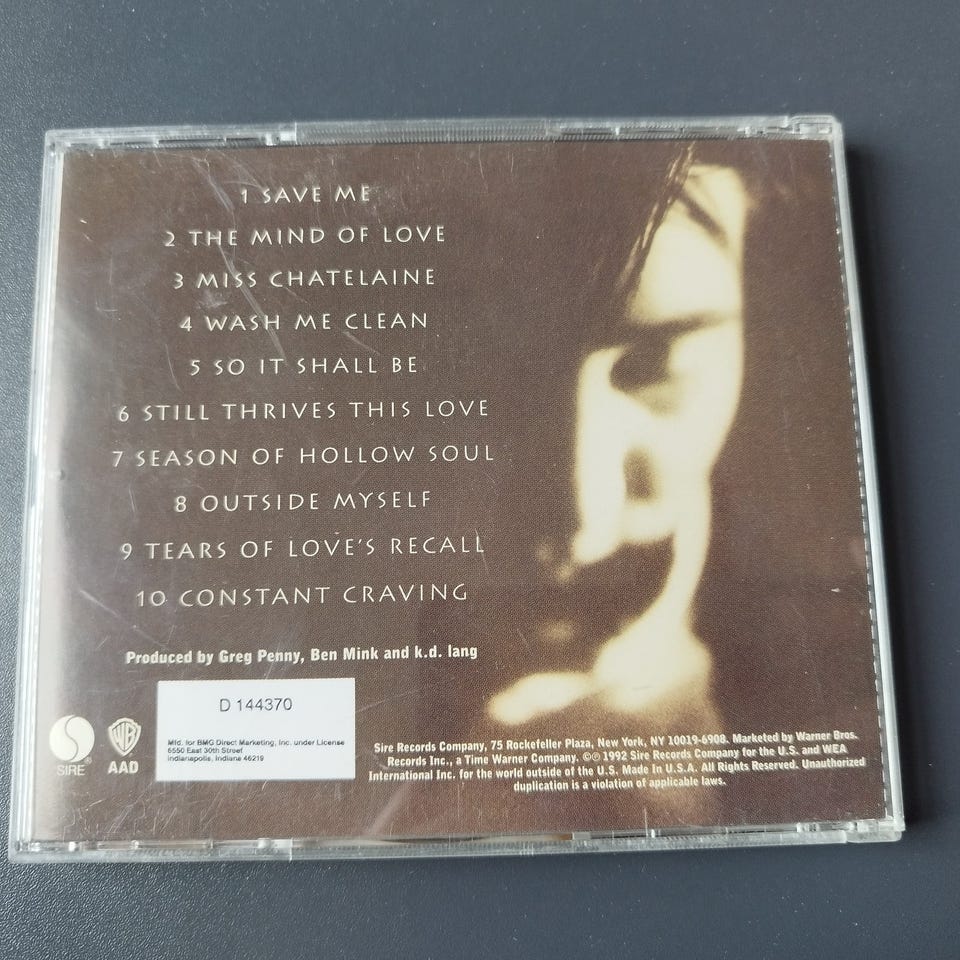 1 SAVE ME
2 THE MIND OF LOVE
3 MISS CHATELAINE
4 WASH ME CLEAN
5 SO IT SHALL BE
6 STILL THRIVES THIS LOVE
7 SEASON OF HOLLOW SOUL
8 OUTSIDE MYSELF
9 TEARS OF LOVE'S RECALL
10 CONSTANT CRAVING
Produced by Greg Penny, Ben Mink and k.d. lang
SIRE®
WB
AAD
D 144370
Mfd. for BMG Direct Marketing, Inc. under License
6550 East 30th Street
Indianapolis, Indiana 46219
Sire Records Company, 75 Rockefeller Plaza, New York, NY 10019-6908. Marketed by Warner Bros.
Records Inc., a Time Warner Company. ©℗ 1992 Sire Records Company for the U.S. and WEA
International Inc. for the world outside of the U.S. Made In U.S.A. All Rights Reserved. Unauthorized
duplication is a violation of applicable laws.